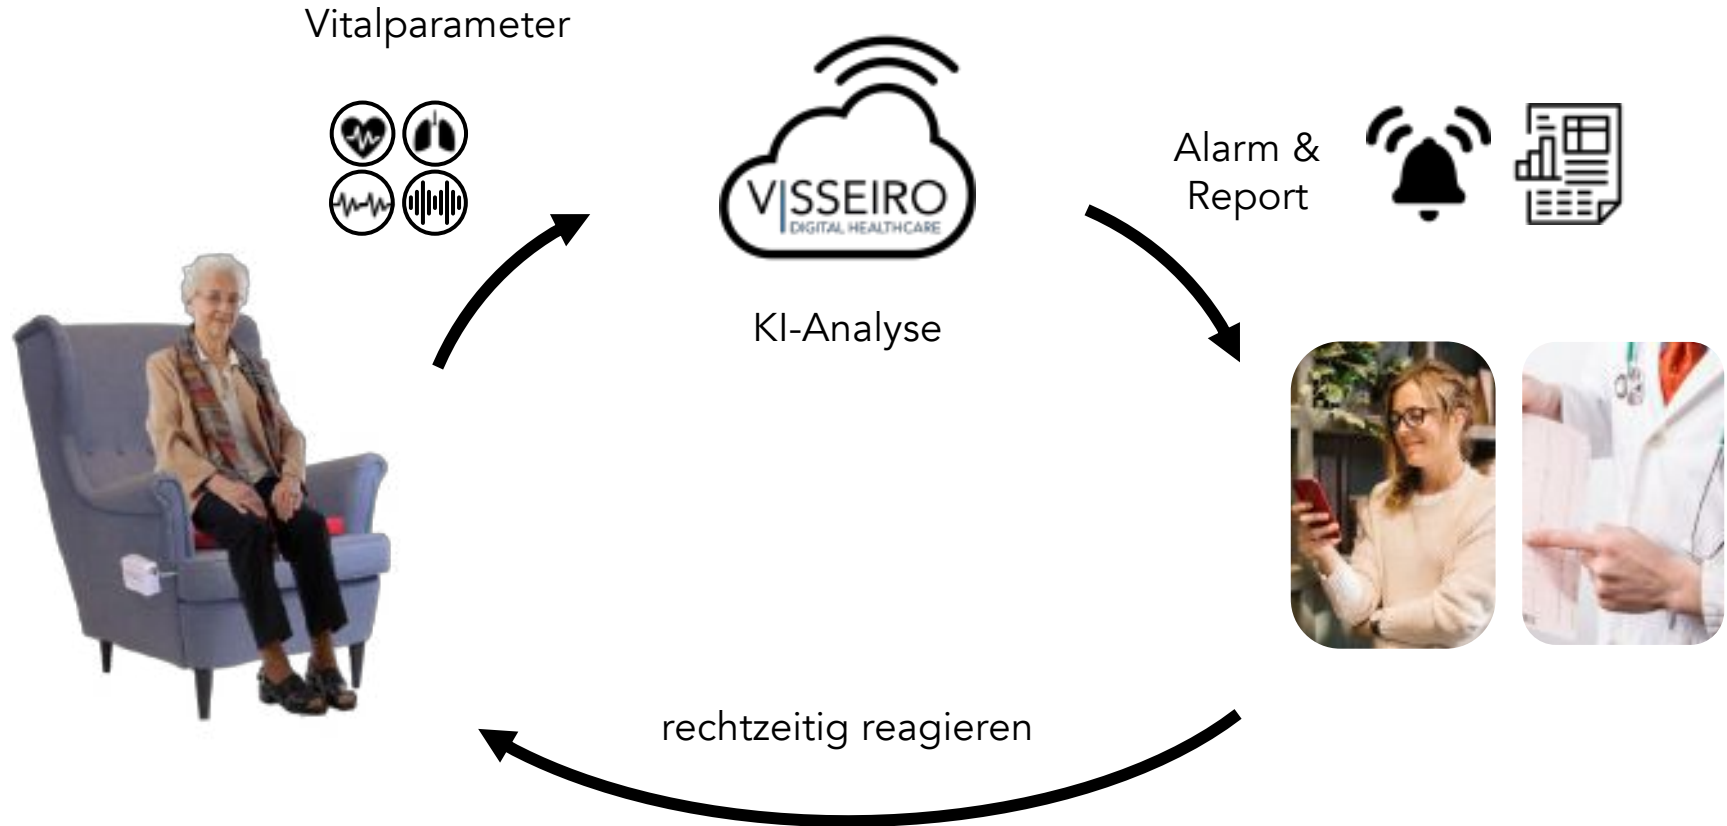 Vitalparameter
VISSEIRO
DIGITAL HEALTHCARE
KI-Analyse
Alarm &
Report
rechtzeitig reagieren